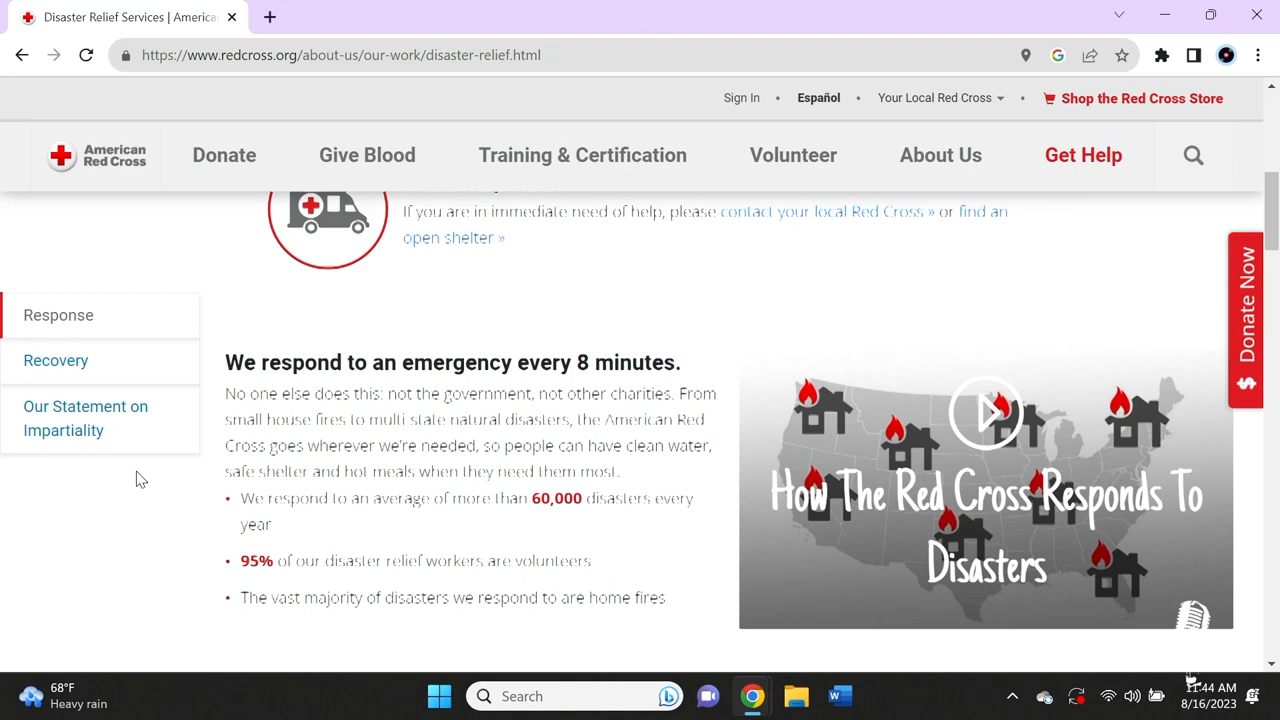 Disaster Relief Services | America
https://www.redcross.org/about-us/our-work/disaster-relief.html
Sign In • Español • Your Local Red Cross • Shop the Red Cross Store
American Red Cross
Donate Give Blood Training & Certification Volunteer About Us Get Help
If you are in immediate need of help, please contact your local Red Cross » or find an
open shelter »
$ Donate Now
Response
Recovery
Our Statement on
Impartiality
We respond to an emergency every 8 minutes.
No one else does this: not the government, not other charities. From
small house fires to multi state natural disasters, the American Red
Cross goes wherever we're needed, so people can have clean water,
safe shelter and hot meals when they need them most.
• We respond to an average of more than 60,000 disasters every
year
• 95% of our disaster relief workers are volunteers
• The vast majority of disasters we respond to are home fires
How The Red Cross Responds To
Disasters
68°F
Heavy rain
Search
11:44 AM
8/16/2023